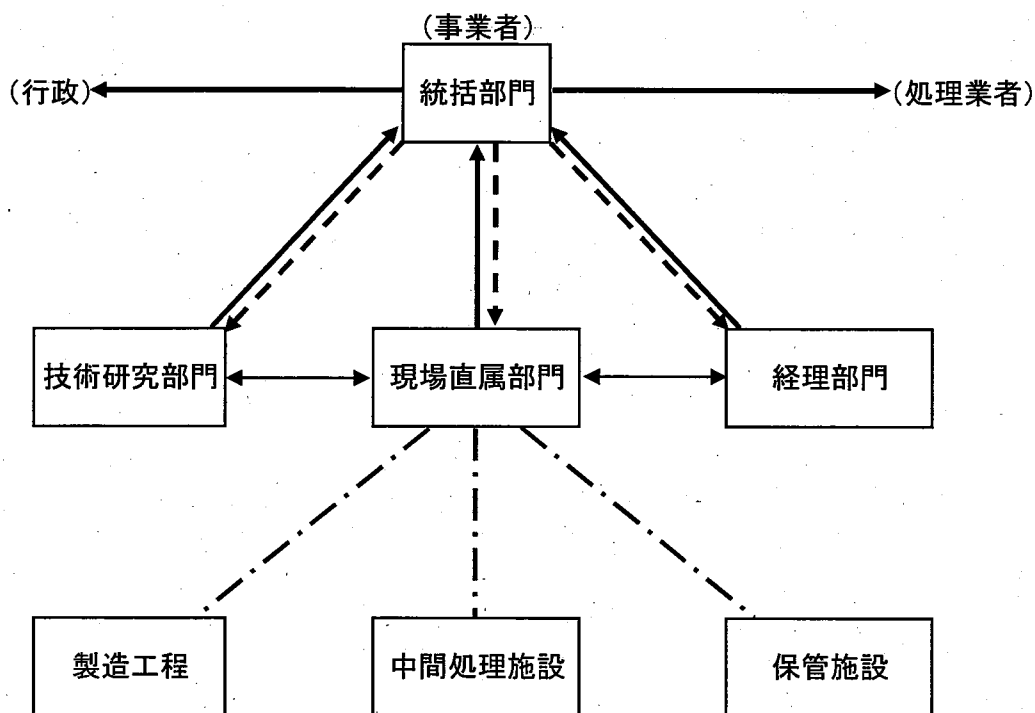 (事業者)
(行政)
統括部門
(処理業者)
技術研究部門
現場直属部門
経理部門
製造工程
中間処理施設
保管施設